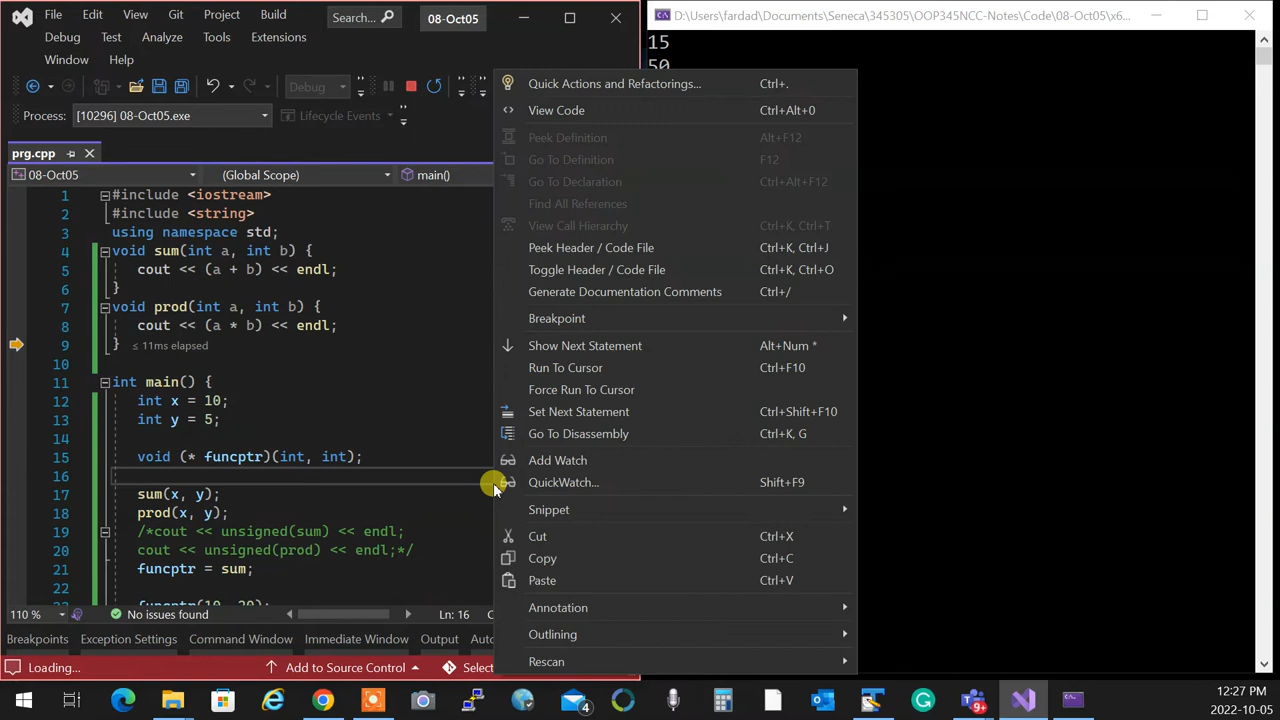 File Edit View Git Project Build Search... 08-Oct05
Debug Test Analyze Tools Extensions
Window Help
Debug
Process: [10296] 08-Oct05.exe Lifecycle Events
prg.cpp
08-Oct05 (Global Scope) main()
1 #include <iostream>
2 #include <string>
3 using namespace std;
4 void sum(int a, int b) {
5 cout << (a + b) << endl;
6 }
7 void prod(int a, int b) {
8 cout << (a * b) << endl;
9 } ≤ 11ms elapsed
10
11 int main() {
12 int x = 10;
13 int y = 5;
14
15 void (* funcptr)(int, int);
16
17 sum(x, y);
18 prod(x, y);
19 /*cout << unsigned(sum) << endl;
20 cout << unsigned(prod) << endl;*/
21 funcptr = sum;
22
funcptr(10, 20);
110 % No issues found Ln: 16
Breakpoints Exception Settings Command Window Immediate Window Output
Loading... Add to Source Control
Quick Actions and Refactorings... Ctrl+.
View Code Ctrl+Alt+0
Peek Definition Alt+F12
Go To Definition F12
Go To Declaration Ctrl+Alt+F12
Find All References
View Call Hierarchy Ctrl+K, Ctrl+T
Peek Header / Code File Ctrl+K, Ctrl+J
Toggle Header / Code File Ctrl+K, Ctrl+O
Generate Documentation Comments Ctrl+/
Breakpoint
Show Next Statement Alt+Num *
Run To Cursor Ctrl+F10
Force Run To Cursor
Set Next Statement Ctrl+Shift+F10
Go To Disassembly Ctrl+K, G
Add Watch
QuickWatch... Shift+F9
Snippet
Cut Ctrl+X
Copy Ctrl+C
Paste Ctrl+V
Annotation
Outlining
Rescan
D:\Users\fardad\Documents\Seneca\345305\OOP345NCC-Notes\Code\08-Oct05\x6...
15
50
4
9+
12:27 PM
2022-10-05